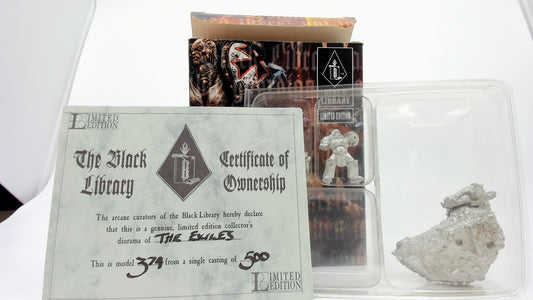 LIMITED
EDITION
The Black
Library
BL
Certificate of
Ownership
The arcane curators of the Black Library hereby declare
that this is a genuine, limited edition collector's
diorama of THE EXILES
This is model 374 from a single casting of 500
LIMITED
EDITION
LIBRARY
LIMITED EDITION